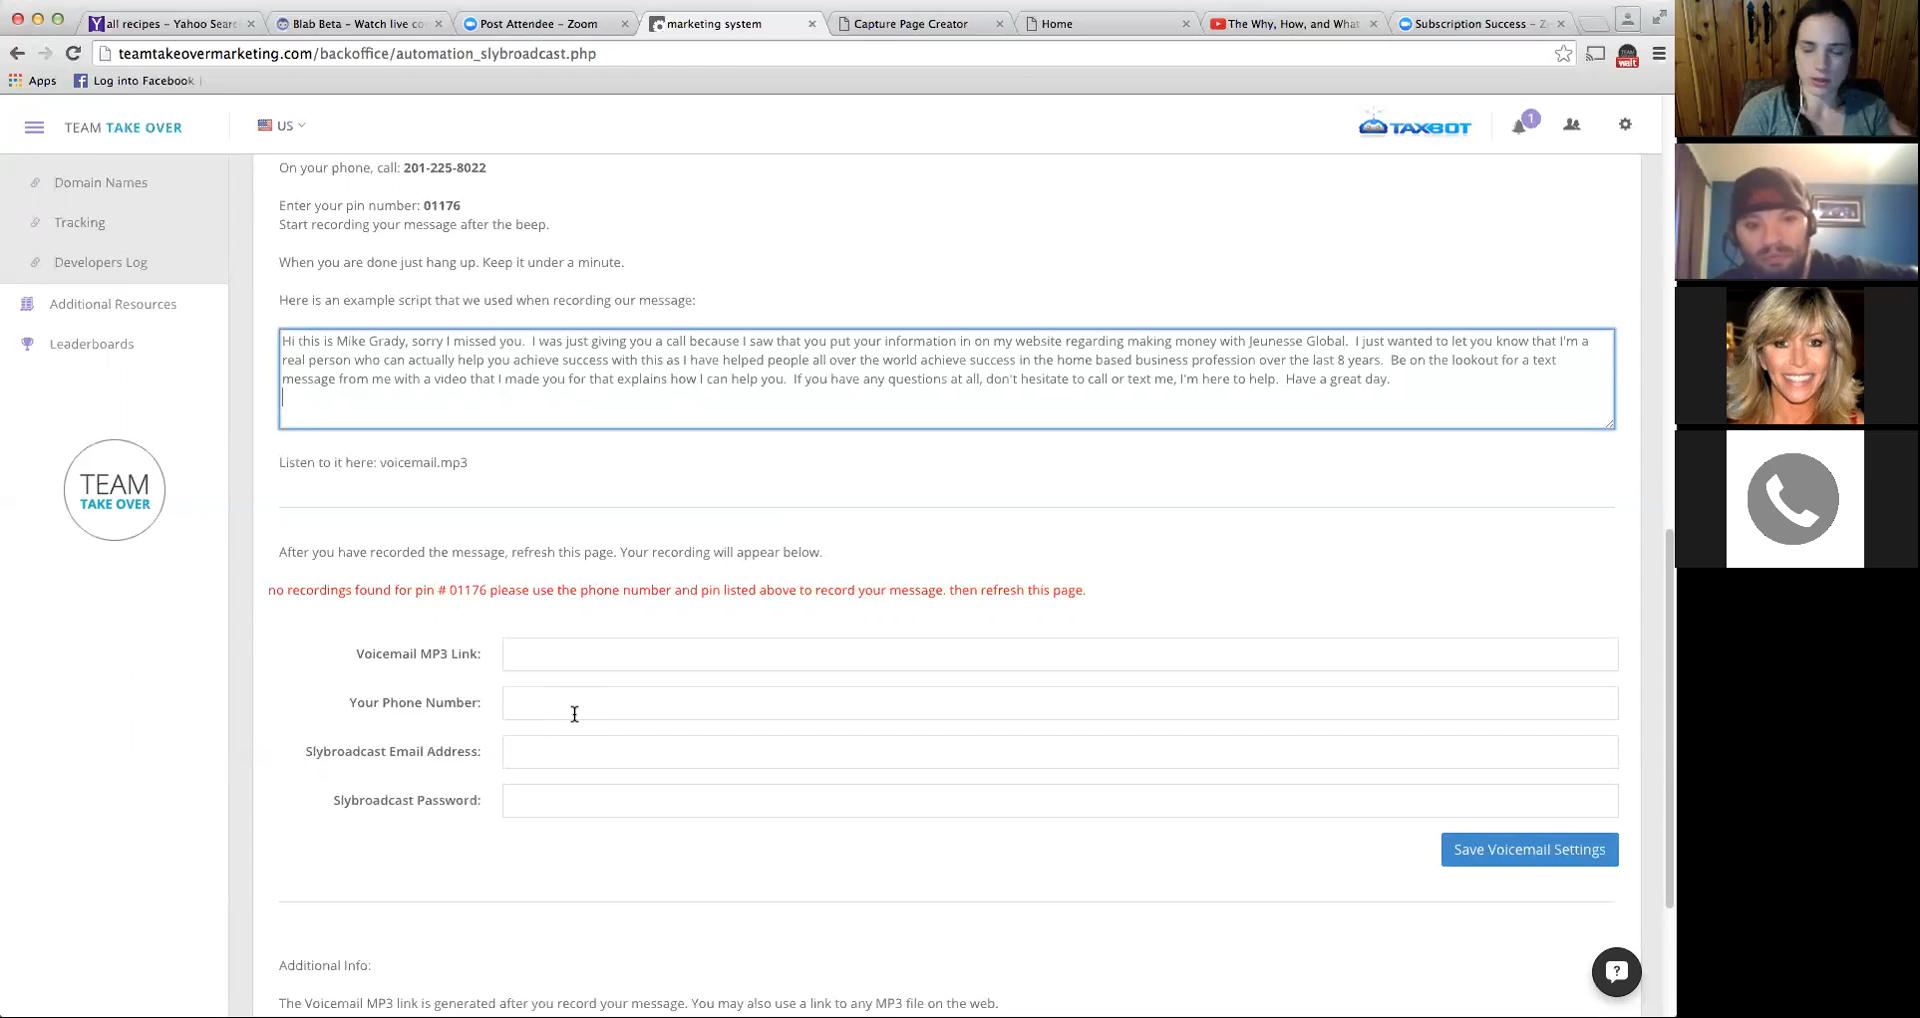 all recipes – Yahoo Sear
Blab Beta – Watch live co
Post Attendee – Zoom
marketing system
Capture Page Creator
Home
The Why, How, and What
Subscription Success – Z
teamtakeovermarketing.com/backoffice/automation_slybroadcast.php
Apps
Log into Facebook
TEAM TAKE OVER
US
TAXBOT
1
Domain Names
Tracking
Developers Log
Additional Resources
Leaderboards
TEAM
TAKE OVER
On your phone, call: 201-225-8022
Enter your pin number: 01176
Start recording your message after the beep.
When you are done just hang up. Keep it under a minute.
Here is an example script that we used when recording our message:
Hi this is Mike Grady, sorry I missed you.  I was just giving you a call because I saw that you put your information in on my website regarding making money with Jeunesse Global.  I just wanted to let you know that I'm a
real person who can actually help you achieve success with this as I have helped people all over the world achieve success in the home based business profession over the last 8 years.  Be on the lookout for a text
message from me with a video that I made you for that explains how I can help you.  If you have any questions at all, don't hesitate to call or text me, I'm here to help.  Have a great day.
Listen to it here: voicemail.mp3
After you have recorded the message, refresh this page. Your recording will appear below.
no recordings found for pin # 01176 please use the phone number and pin listed above to record your message. then refresh this page.
Voicemail MP3 Link:
Your Phone Number:
Slybroadcast Email Address:
Slybroadcast Password:
Save Voicemail Settings
Additional Info:
The Voicemail MP3 link is generated after you record your message. You may also use a link to any MP3 file on the web.